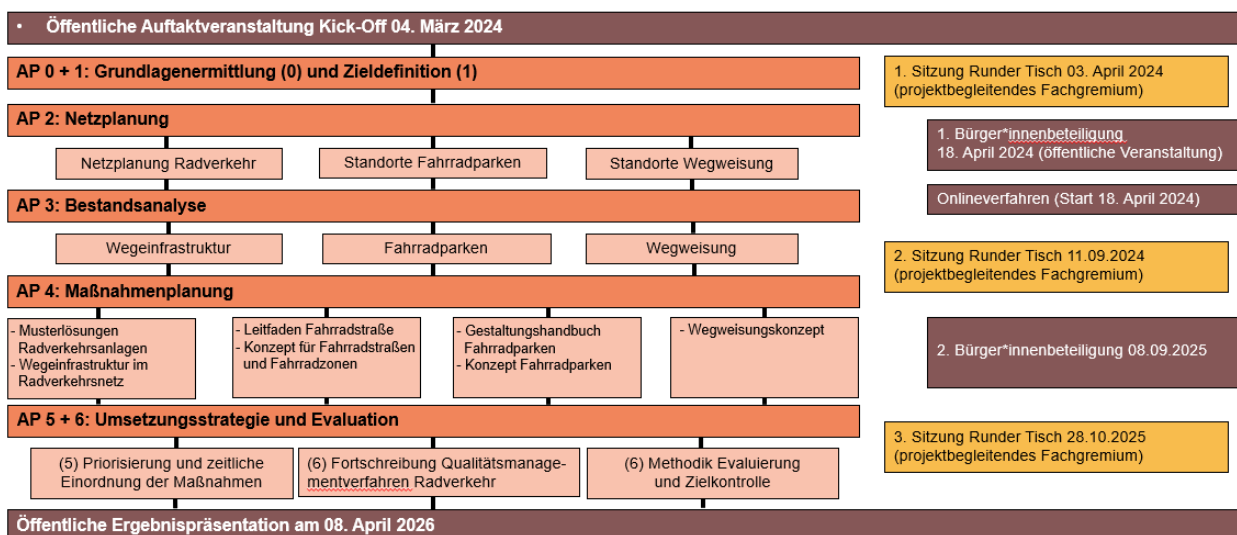 • Öffentliche Auftaktveranstaltung Kick-Off 04. März 2024
AP 0 + 1: Grundlagenermittlung (0) und Zieldefinition (1)
AP 2: Netzplanung
Netzplanung Radverkehr
Standorte Fahrradparken
Standorte Wegweisung
AP 3: Bestandsanalyse
Wegeinfrastruktur
Fahrradparken
Wegweisung
AP 4: Maßnahmenplanung
- Musterlösungen
Radverkehrsanlagen
- Wegeinfrastruktur im
Radverkehrsnetz
- Leitfaden Fahrradstraße
- Konzept für Fahrradstraßen
und Fahrradzonen
- Gestaltungshandbuch
Fahrradparken
- Konzept Fahrradparken
- Wegweisungskonzept
AP 5 + 6: Umsetzungsstrategie und Evaluation
(5) Priorisierung und zeitliche
Einordnung der Maßnahmen
(6) Fortschreibung Qualitätsmanage-
mentverfahren Radverkehr
(6) Methodik Evaluierung
und Zielkontrolle
Öffentliche Ergebnispräsentation am 08. April 2026
1. Sitzung Runder Tisch 03. April 2024
(projektbegleitendes Fachgremium)
1. Bürger*innenbeteiligung
18. April 2024 (öffentliche Veranstaltung)
Onlineverfahren (Start 18. April 2024)
2. Sitzung Runder Tisch 11.09.2024
(projektbegleitendes Fachgremium)
2. Bürger*innenbeteiligung 08.09.2025
3. Sitzung Runder Tisch 28.10.2025
(projektbegleitendes Fachgremium)